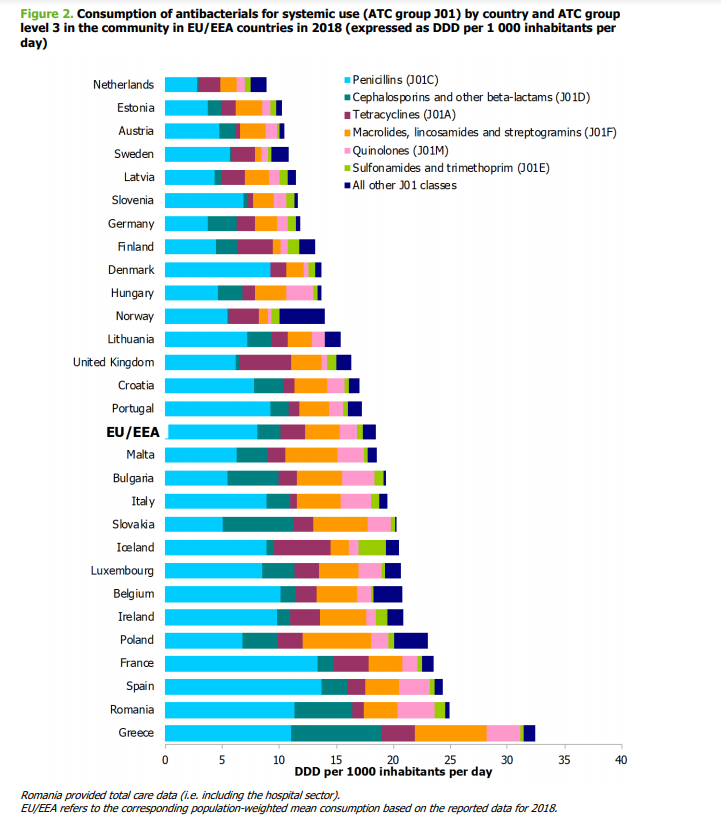 Figure 2. Consumption of antibacterials for systemic use (ATC group J01) by country and ATC group
level 3 in the community in EU/EEA countries in 2018 (expressed as DDD per 1 000 inhabitants per
day)
Penicillins (J01C)
Cephalosporins and other beta-lactams (J01D)
Tetracyclines (J01A)
Macrolides, lincosamides and streptogramins (J01F)
Quinolones (J01M)
Sulfonamides and trimethoprim (J01E)
All other J01 classes
Netherlands
Estonia
Austria
Sweden
Latvia
Slovenia
Germany
Finland
Denmark
Hungary
Norway
Lithuania
United Kingdom
Croatia
Portugal
EU/EEA
Malta
Bulgaria
Italy
Slovakia
Iceland
Luxembourg
Belgium
Ireland
Poland
France
Spain
Romania
Greece
0 5 10 15 20 25 30 35 40
DDD per 1000 inhabitants per day
Romania provided total care data (i.e. including the hospital sector).
EU/EEA refers to the corresponding population-weighted mean consumption based on the reported data for 2018.